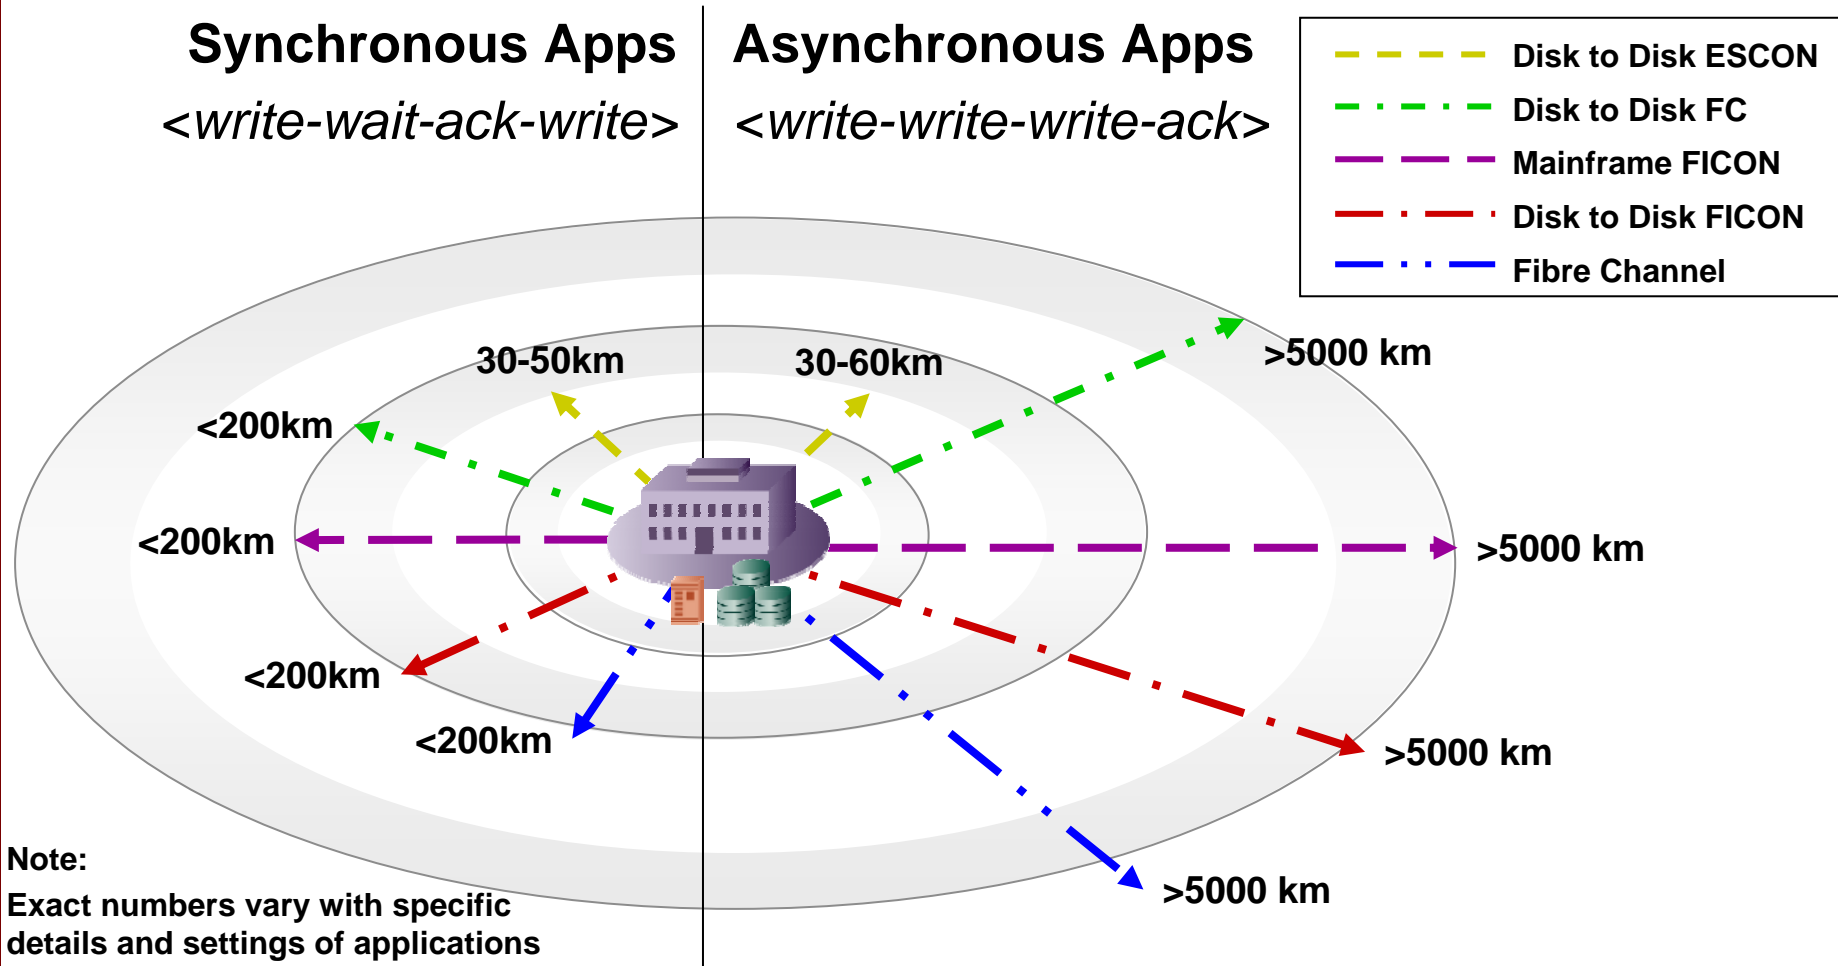 Synchronous Apps
<write-wait-ack-write>
Asynchronous Apps
<write-write-write-ack>
Disk to Disk ESCON
Disk to Disk FC
Mainframe FICON
Disk to Disk FICON
Fibre Channel
30-50km
30-60km
>5000 km
<200km
<200km
>5000 km
<200km
<200km
>5000 km
>5000 km
Note:
Exact numbers vary with specific
details and settings of applications